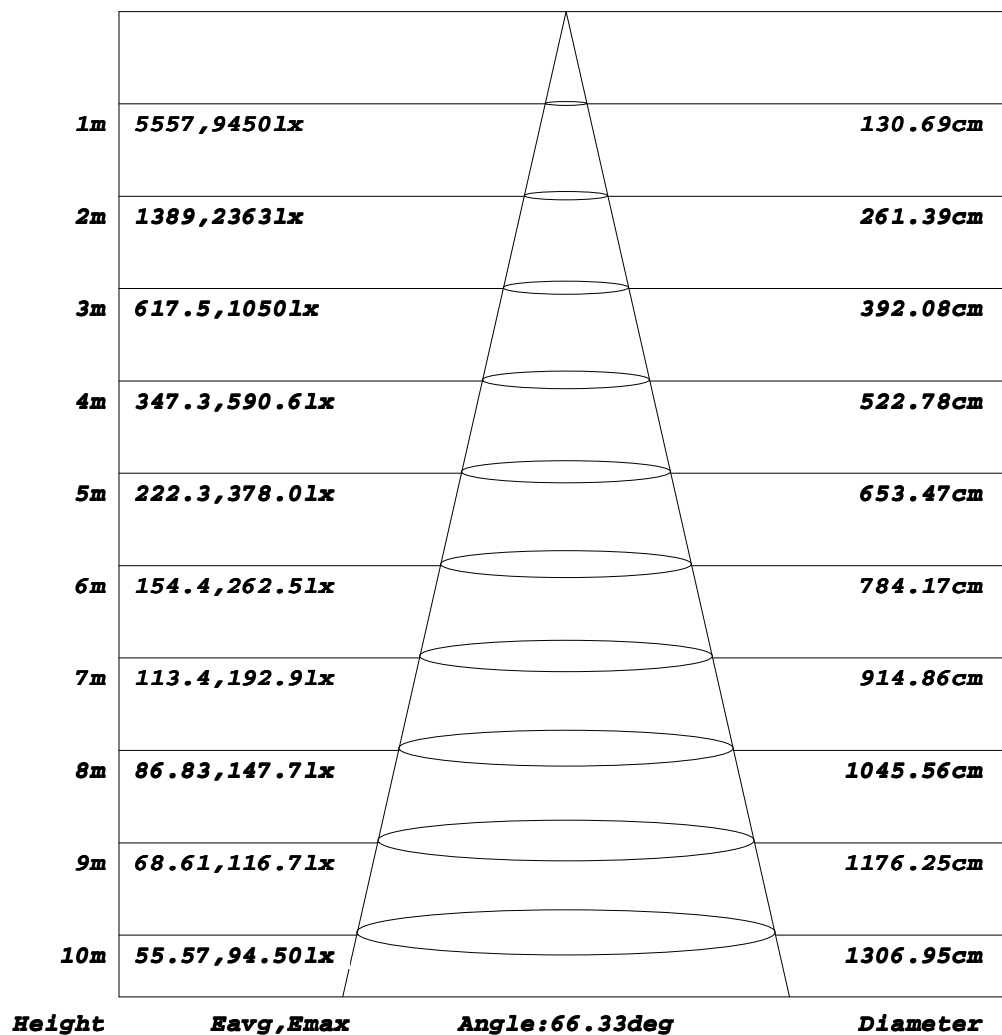 1m 5557,9450lx 130.69cm
2m 1389,2363lx 261.39cm
3m 617.5,1050lx 392.08cm
4m 347.3,590.6lx 522.78cm
5m 222.3,378.0lx 653.47cm
6m 154.4,262.5lx 784.17cm
7m 113.4,192.9lx 914.86cm
8m 86.83,147.7lx 1045.56cm
9m 68.61,116.7lx 1176.25cm
10m 55.57,94.50lx 1306.95cm
Height Eavg,Emax Angle:66.33deg Diameter